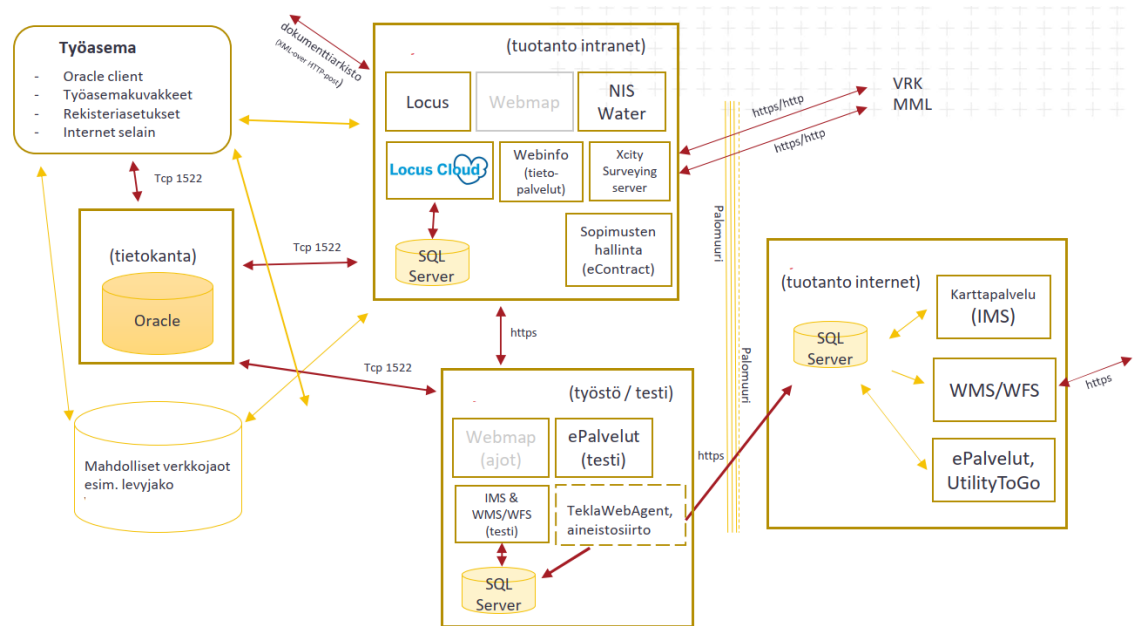 Työasema
- Oracle client
- Työasemakuvakkeet
- Rekisteriasetukset
- Internet selain
dokumenttiarkisto
(XML-over HTTP-post)
(tuotanto intranet)
Locus
Webmap
NIS
Water
Locus Cloud
Webinfo
(tieto-
palvelut)
Xcity
Surveying
server
SQL
Server
Sopimusten
hallinta
(eContract)
VRK
MML
https/http
https/http
Tcp 1522
(tietokanta)
Oracle
Tcp 1522
https
Tcp 1522
Palomuuri
Palomuuri
Mahdolliset verkkojaot
esim. levyjako
(työstö / testi)
Webmap
(ajot)
ePalvelut
(testi)
IMS &
WMS/WFS
(testi)
TeklaWebAgent,
aineistosiirto
SQL
Server
https
(tuotanto internet)
SQL
Server
Karttapalvelu
(IMS)
WMS/WFS
https
ePalvelut,
UtilityToGo